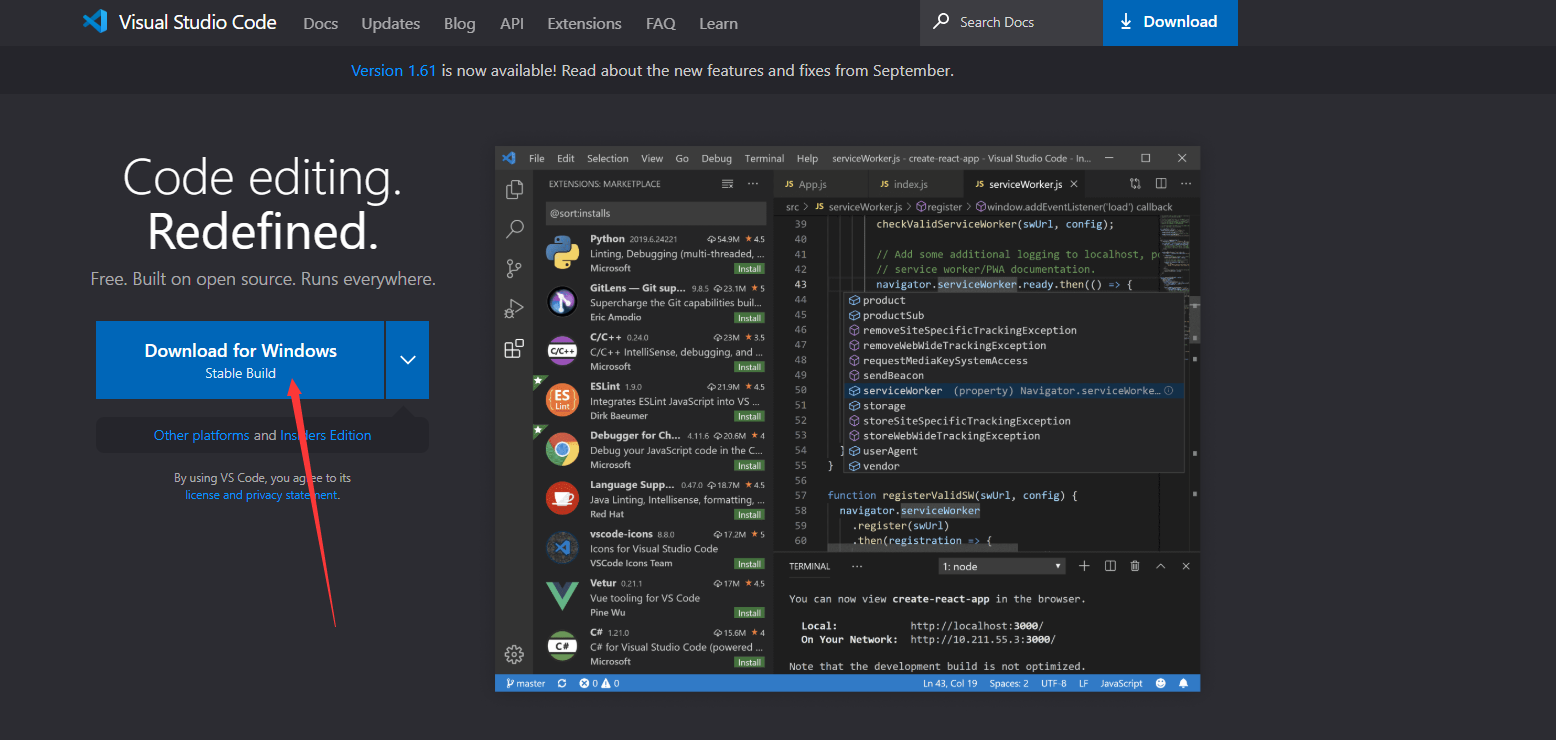 Visual Studio Code Docs Updates Blog API Extensions FAQ Learn Search Docs Download
Version 1.61 is now available! Read about the new features and fixes from September.
Code editing.
Redefined.
Free. Built on open source. Runs everywhere.
Download for Windows
Stable Build
Other platforms and Insiders Edition
By using VS Code, you agree to its
license and privacy statement.
File Edit Selection View Go Debug Terminal Help serviceWorker.js - create-react-app - Visual Studio Code - In...
EXTENSIONS: MARKETPLACE
@sort:installs
Python 2019.6.24221 54.9M ★ 4.5
Linting, Debugging (multi-threaded, ...
Microsoft Install
GitLens — Git sup... 9.8.5 23.1M ★ 5
Supercharge the Git capabilities buil...
Eric Amodio Install
C/C++ 0.24.0 23M ★ 3.5
C/C++ IntelliSense, debugging, and ...
Microsoft Install
ESLint 1.9.0 21.9M ★ 4.5
Integrates ESLint JavaScript into VS ...
Dirk Baeumer Install
Debugger for Ch... 4.11.6 20.6M ★ 4
Debug your JavaScript code in the C...
Microsoft Install
Language Supp... 0.47.0 18.7M ★ 4.5
Java Linting, Intellisense, formatting, ...
Red Hat Install
vscode-icons 8.8.0 17.2M ★ 5
Icons for Visual Studio Code
VSCode Icons Team Install
Vetur 0.21.1 17M ★ 4.5
Vue tooling for VS Code
Pine Wu Install
C# 1.21.0 15.6M ★ 4
C# for Visual Studio Code (powered ...
Microsoft Install
C/C++
ES
Lint
C#
JS App.js JS index.js JS serviceWorker.js
src > JS serviceWorker.js > register > window.addEventListener('load') callback
39 checkValidServiceWorker(swUrl, config);
40
41 // Add some additional logging to localhost, p
42 // service worker/PWA documentation.
43 navigator.serviceWorker.ready.then(() => {
44 product
45 productSub
46 removeSiteSpecificTrackingException
47 removeWebWideTrackingException
48 requestMediaKeySystemAccess
49 sendBeacon
50 serviceWorker (property) Navigator.serviceWorke...
51 storage
52 storeSiteSpecificTrackingException
53 storeWebWideTrackingException
54 } userAgent
55 } vendor
56
57 function registerValidSW(swUrl, config) {
58 navigator.serviceWorker
59 .register(swUrl)
60 .then(registration => {
TERMINAL ... 1: node
You can now view create-react-app in the browser.
Local: http://localhost:3000/
On Your Network: http://10.211.55.3:3000/
Note that the development build is not optimized.
master 0 0 Ln 43, Col 19 Spaces: 2 UTF-8 LF JavaScript